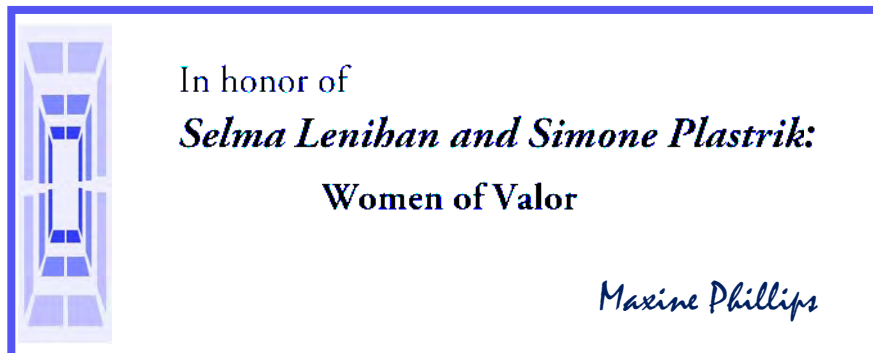 In honor of
Selma Lenihan and Simone Plastrik:
Women of Valor
Maxine Phillips